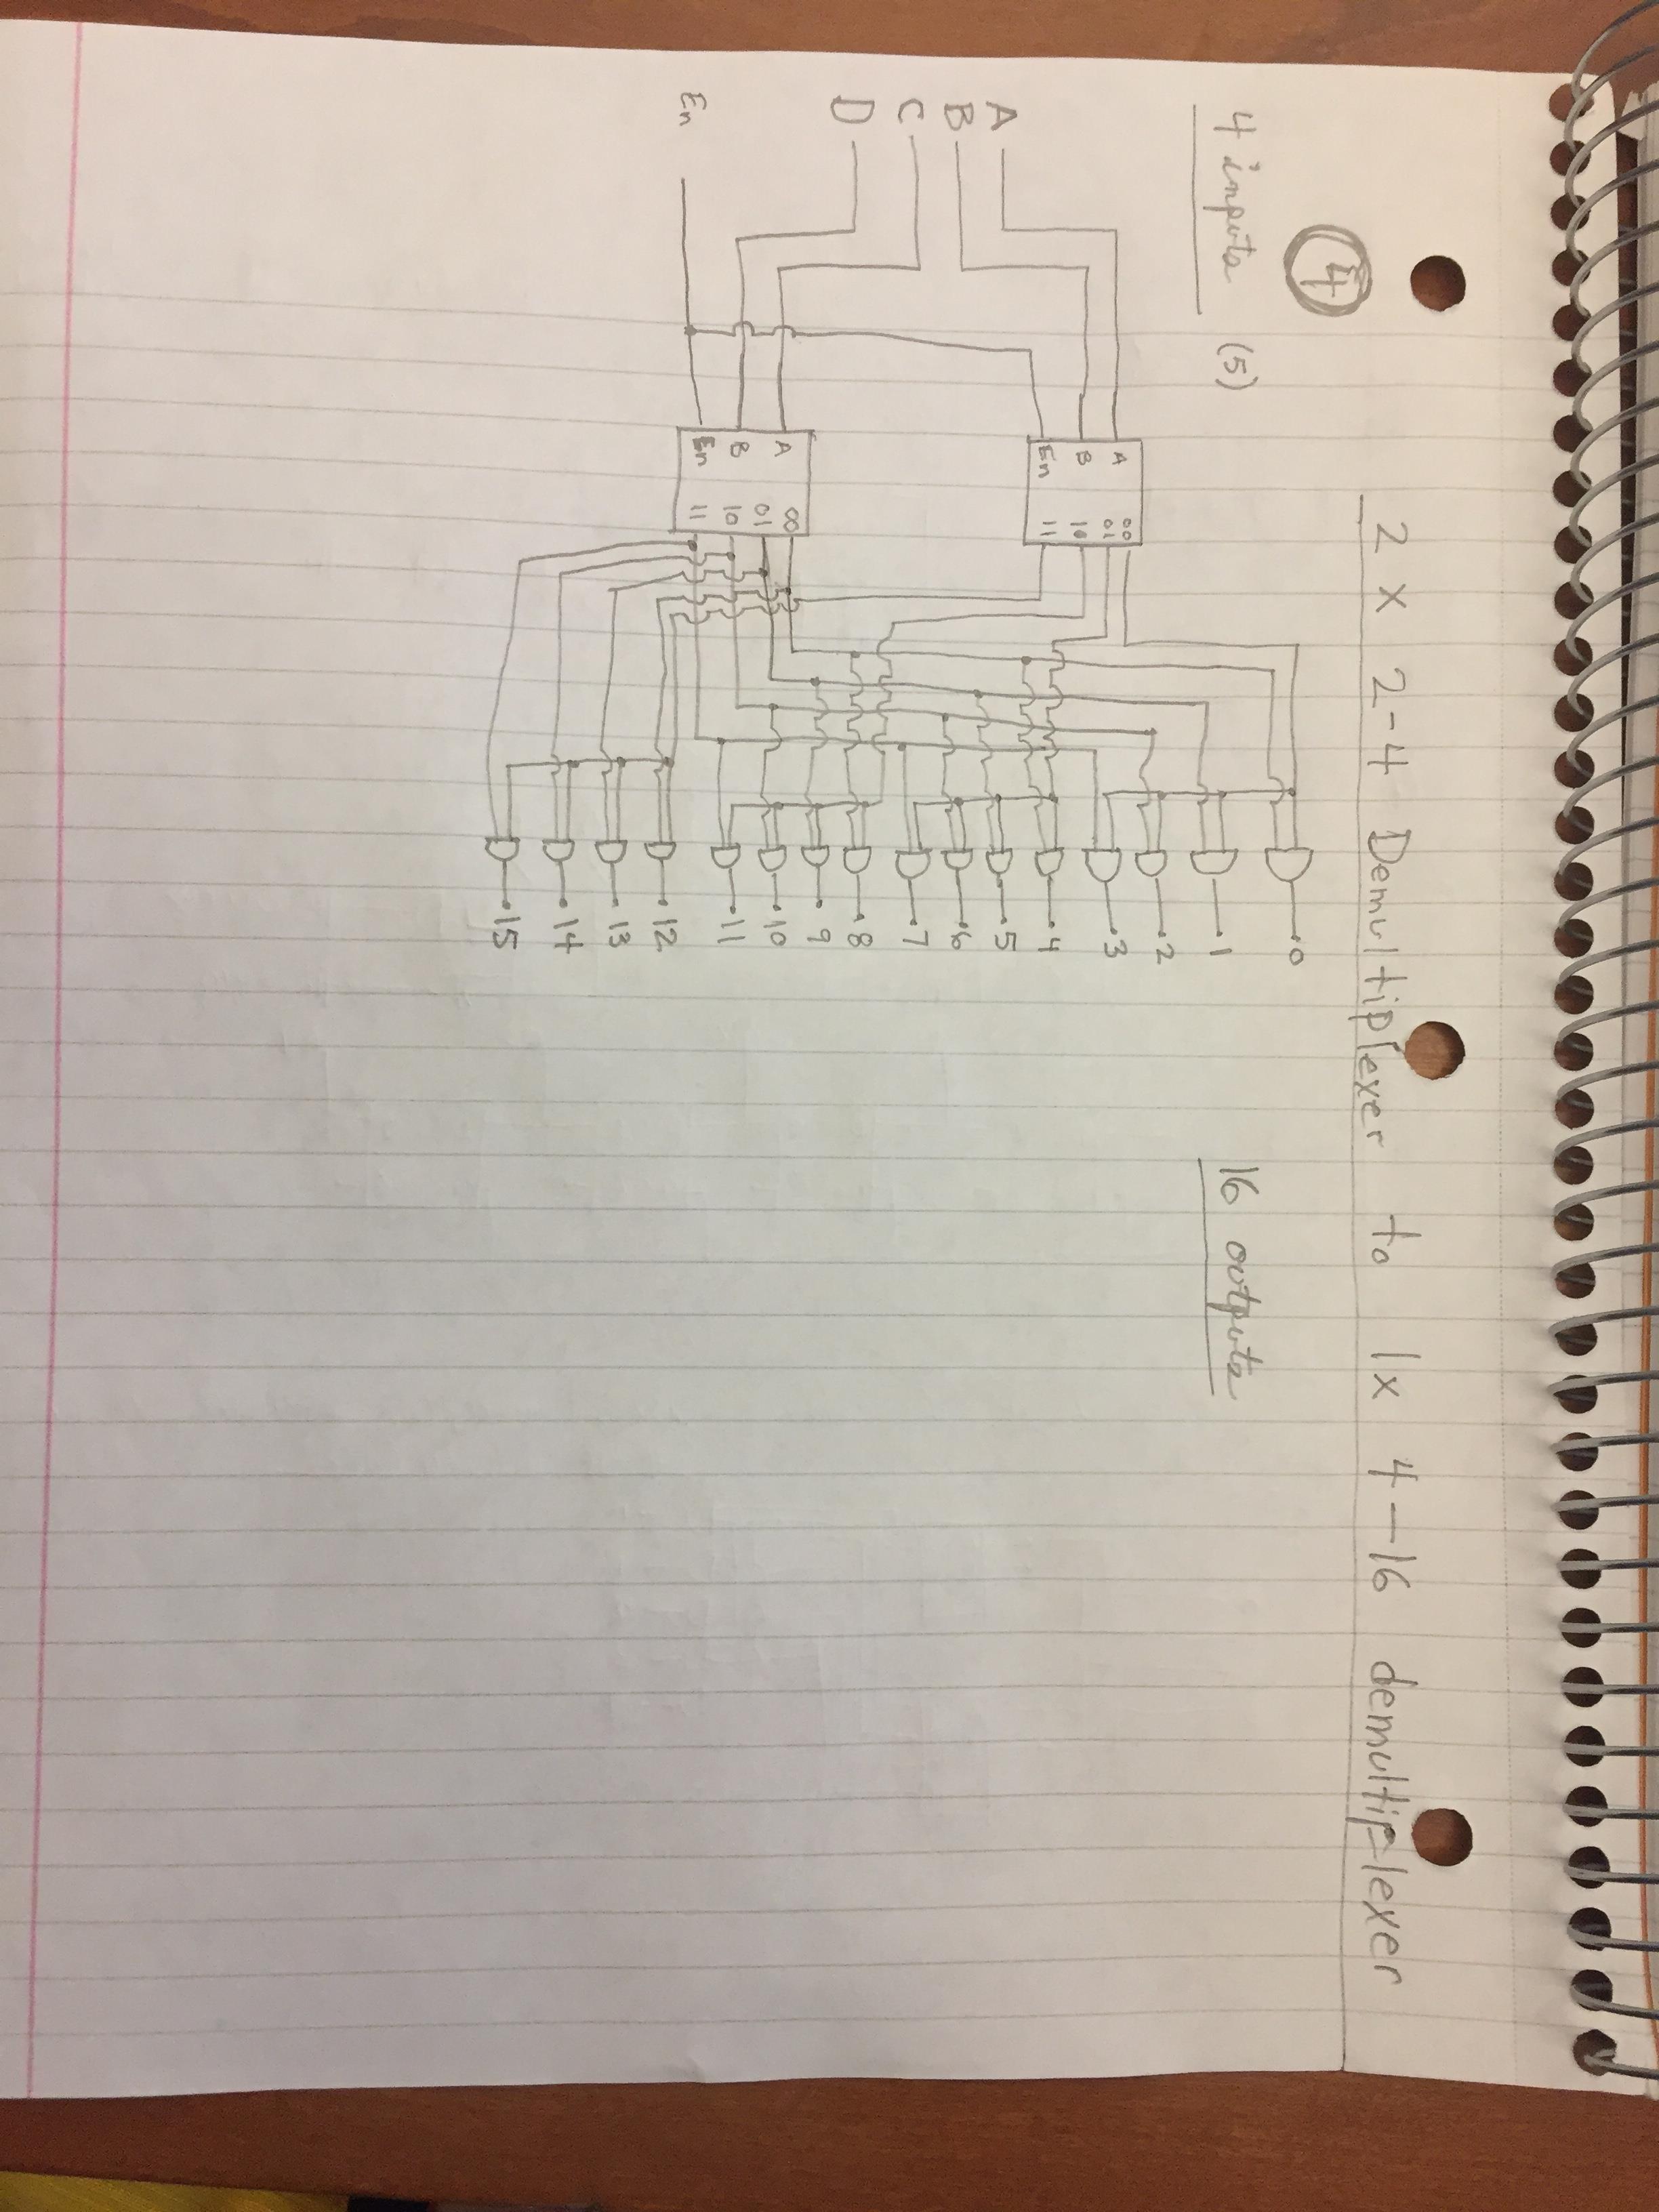 2 x 2-4 Demultiplexer to 1x 4-16 demultiplexer
4
4 inputs (5)
16 outputs
0
1
2
3
4
5
6
7
8
9
10
11
12
13
14
15
A 00
01
B 10
En 11
A
B
C
D
En
A 00
01
B 10
En 11